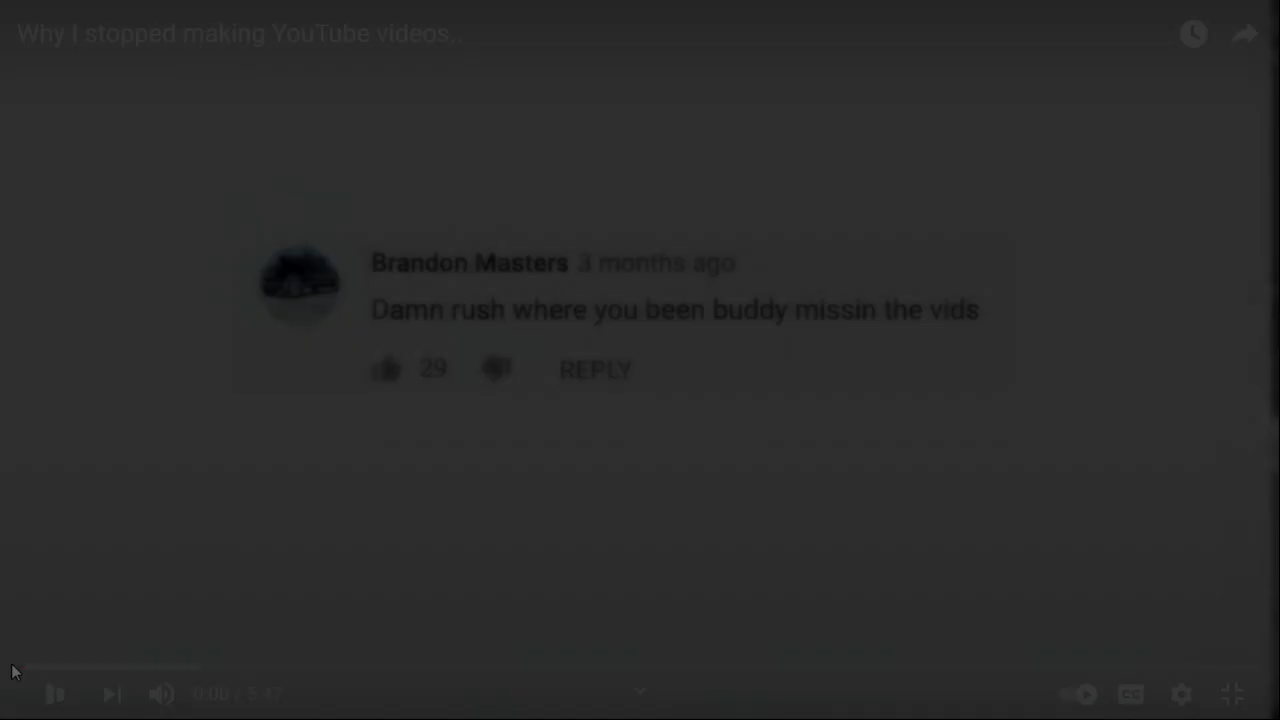 Why I stopped making YouTube videos..
Brandon Masters 3 months ago
Damn rush where you been buddy missin the vids
29 REPLY
0:00 / 5:47
CC